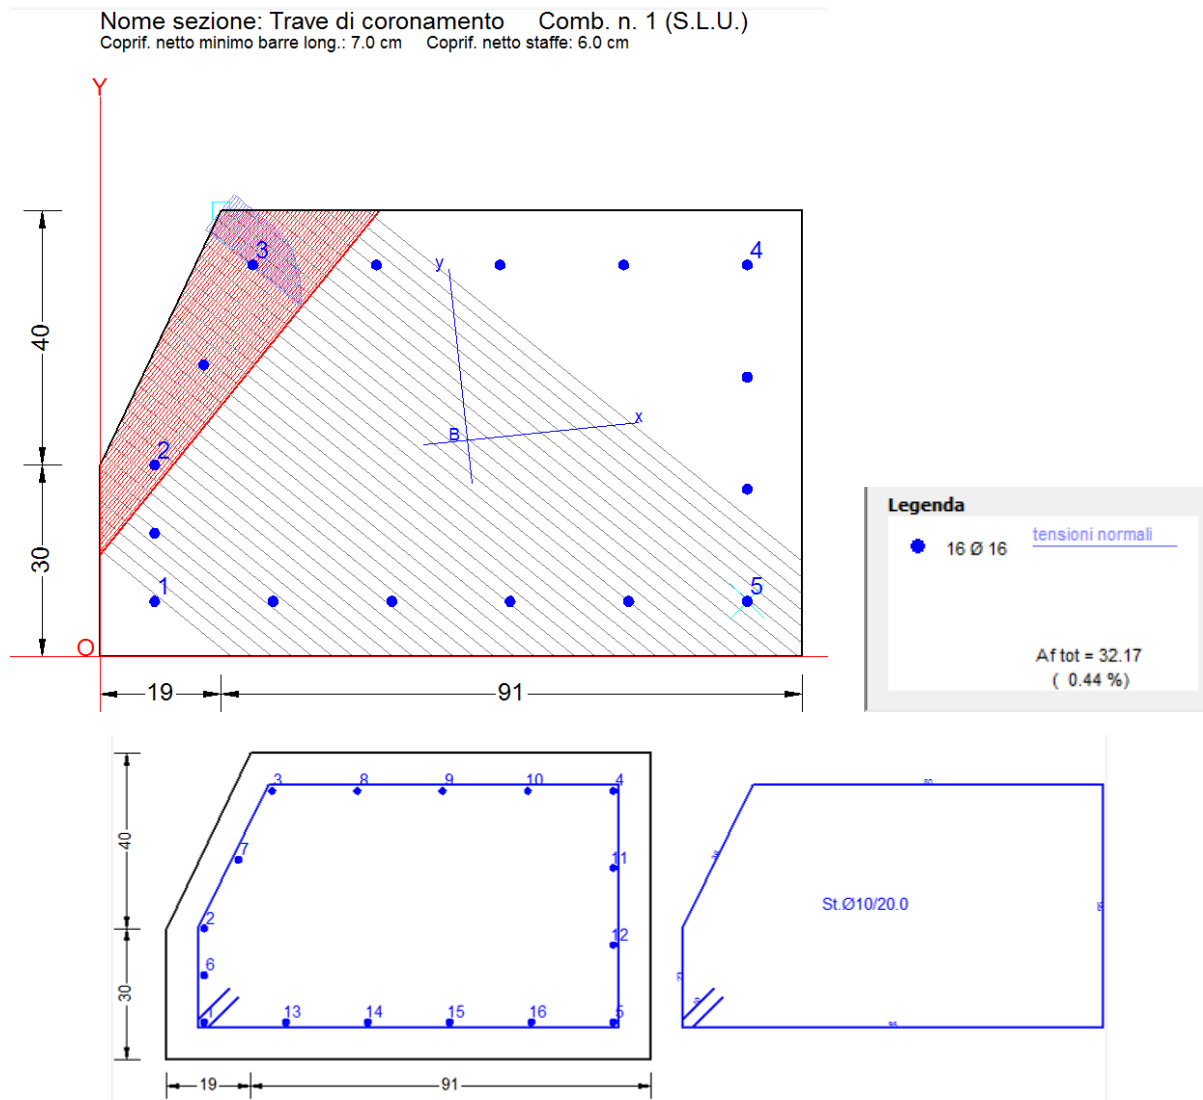 Nome sezione: Trave di coronamento Comb. n. 1 (S.L.U.)
Coprif. netto minimo barre long.: 7.0 cm Coprif. netto staffe: 6.0 cm
Y
3
4
y
40
x
B
2
Legenda
tensioni normali
16 Ø 16
30
1
5
O
Af tot = 32.17
( 0.44 %)
19
91
3 8 9 10 4
80
40
7
11
St.Ø10/20.0
2
12
6
30
1 13 14 15 16 5
19
91